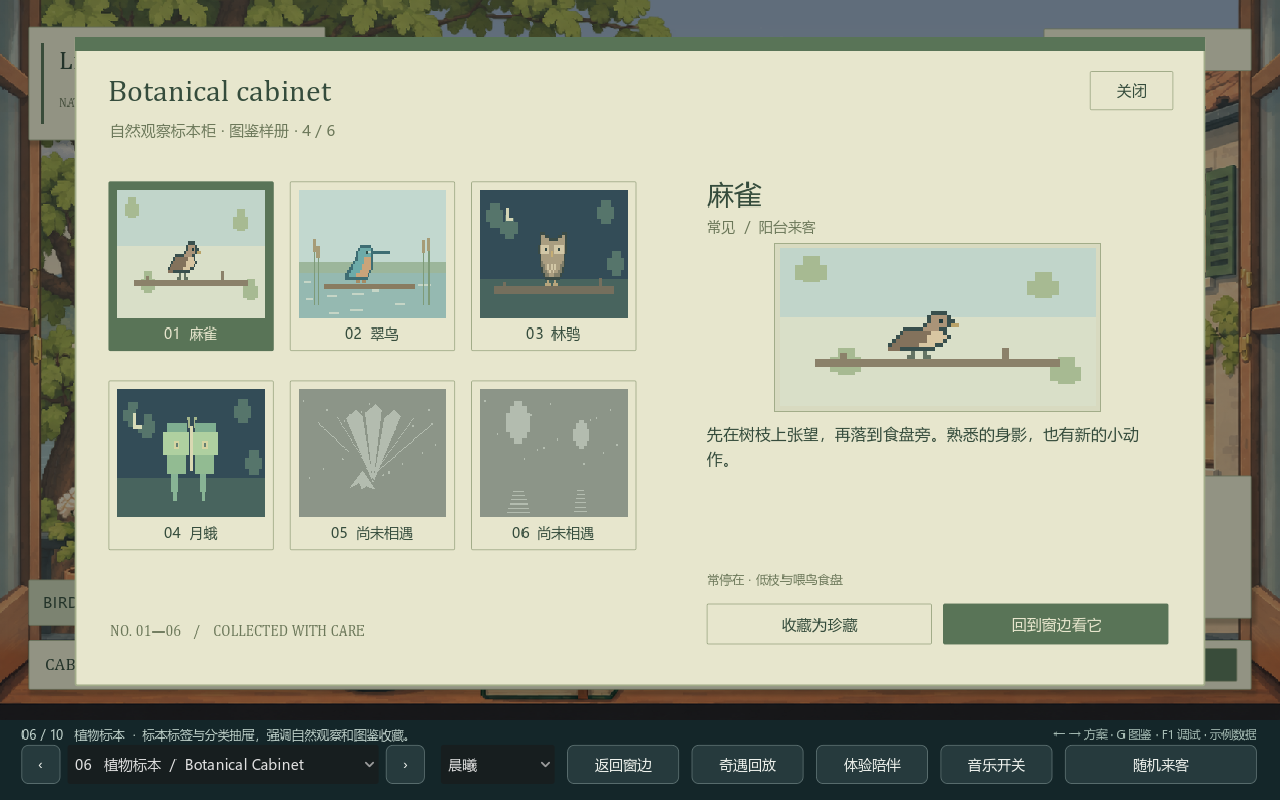 L
NA
Botanical cabinet
关闭
自然观察标本柜 · 图鉴样册 · 4 / 6
01 麻雀
02 翠鸟
03 林鸮
04 月蛾
05 尚未相遇
06 尚未相遇
麻雀
常见 / 阳台来客
先在树枝上张望，再落到食盘旁。熟悉的身影，也有新的小动
作。
常停在 · 低枝与喂鸟食盘
收藏为珍藏
回到窗边看它
NO. 01—06 / COLLECTED WITH CARE
BIRD
CAB
06 / 10 植物标本 · 标本标签与分类抽屉，强调自然观察和图鉴收藏。
← → 方案 · G 图鉴 · F1 调试 · 示例数据
‹
06 植物标本 / Botanical Cabinet
›
晨曦
返回窗边
奇遇回放
体验陪伴
音乐开关
随机来客